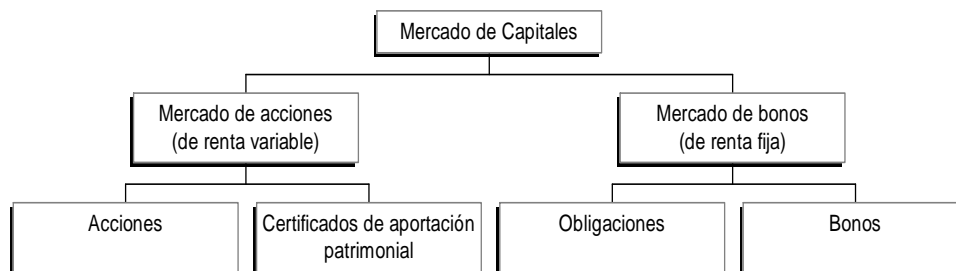 Mercado de Capitales
Mercado de acciones
(de renta variable)
Mercado de bonos
(de renta fija)
Acciones
Certificados de aportación
patrimonial
Obligaciones
Bonos